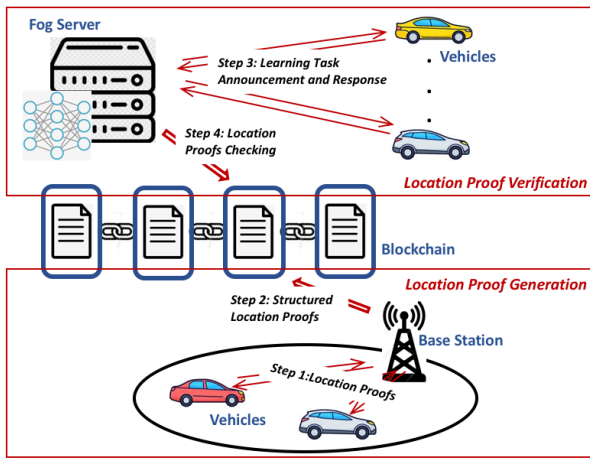 Fog Server
Step 3: Learning Task
Announcement and Response
Vehicles
Step 4: Location
Proofs Checking
Location Proof Verification
Blockchain
Location Proof Generation
Step 2: Structured
Location Proofs
Base Station
Step 1:Location Proofs
Vehicles